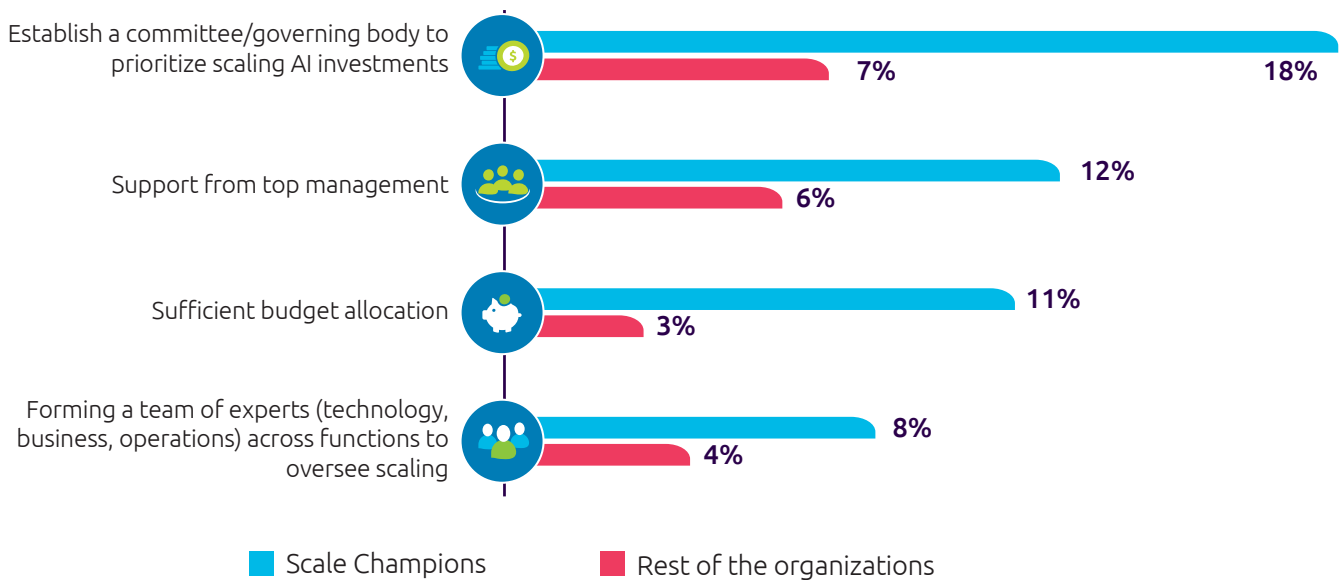 Establish a committee/governing body to
prioritize scaling AI investments
$
7%
18%
Support from top management
12%
6%
Sufficient budget allocation
11%
3%
Forming a team of experts (technology,
business, operations) across functions to
oversee scaling
8%
4%
Scale Champions
Rest of the organizations